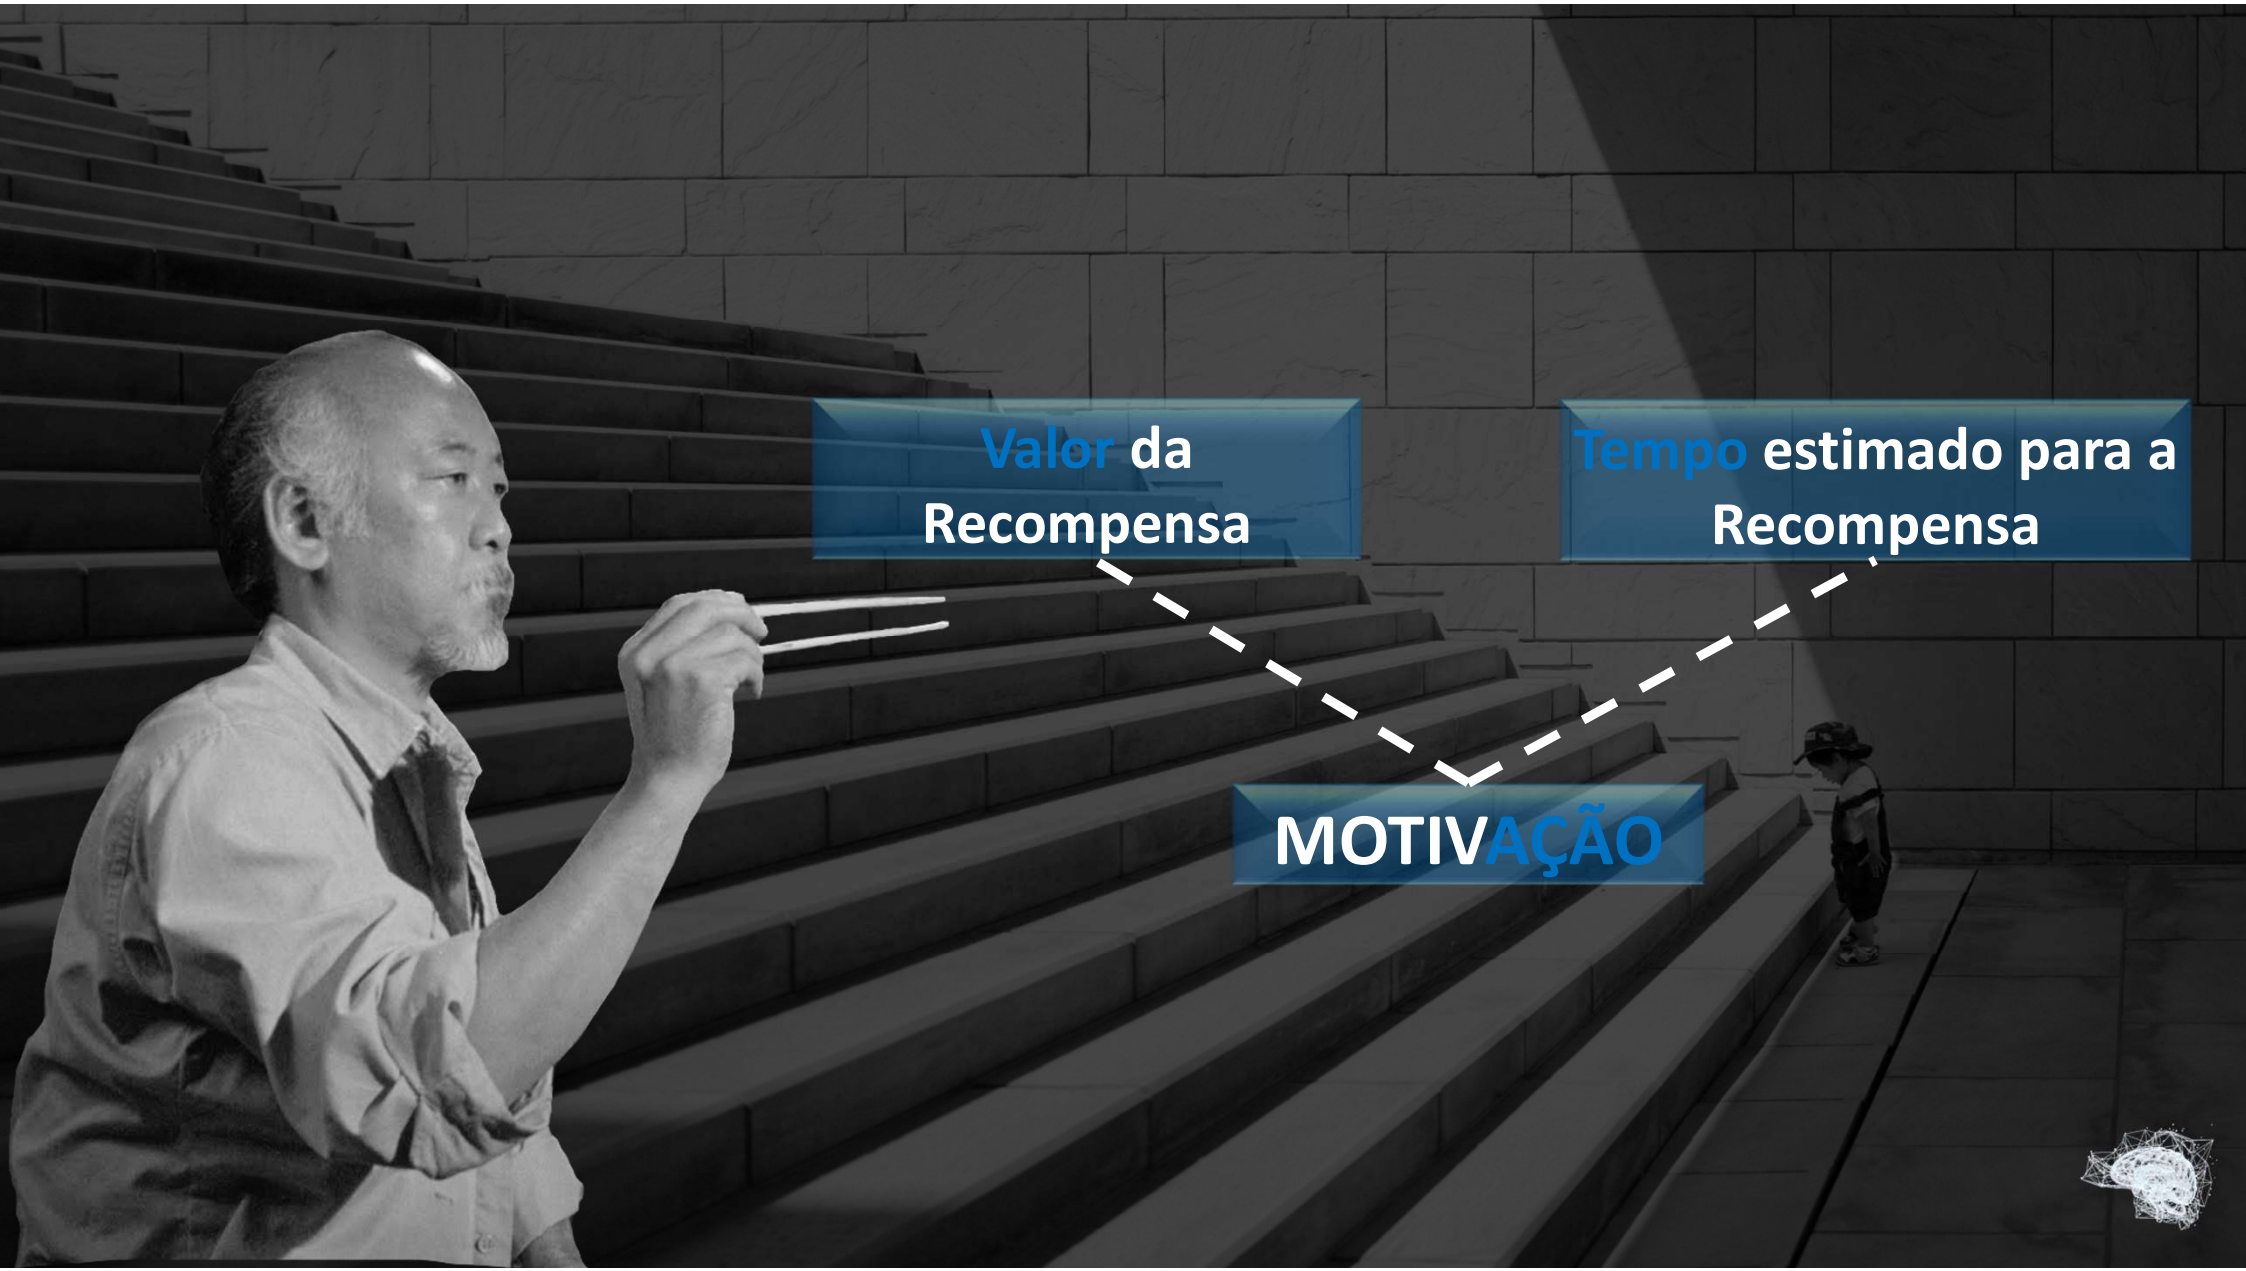 Valor da
Recompensa
Tempo estimado para a
Recompensa
MOTIVAÇÃO